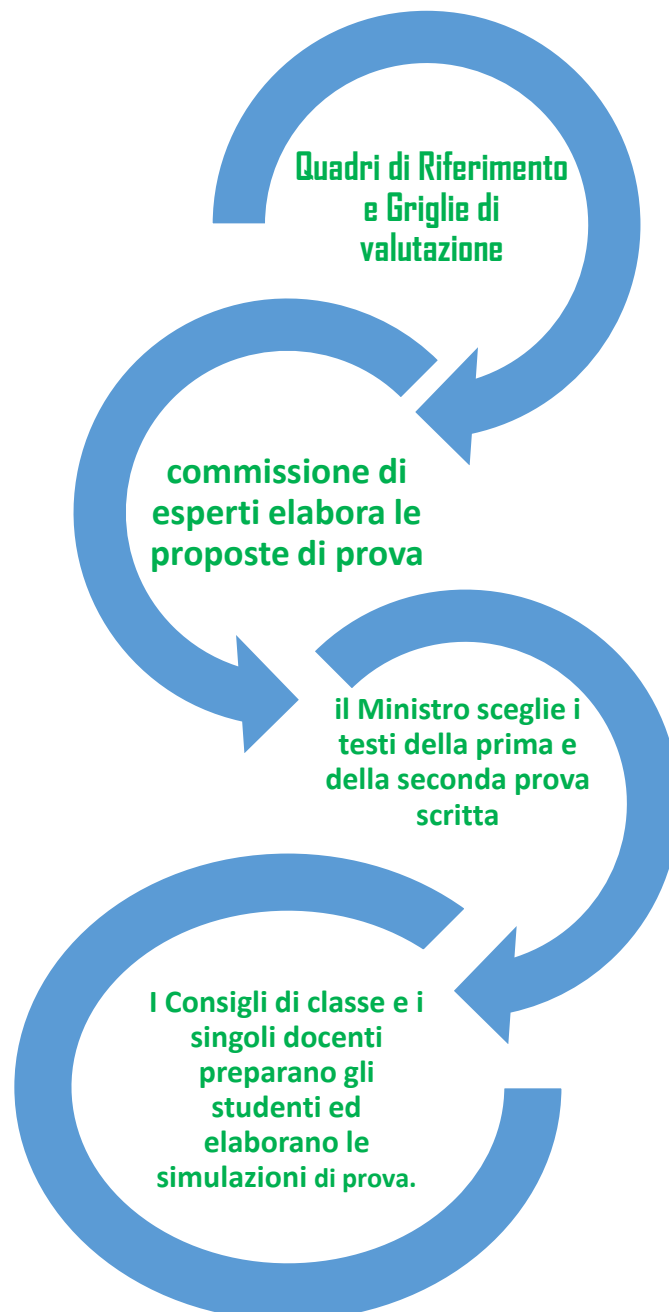 Quadri di Riferimento
e Griglie di
valutazione
commissione di
esperti elabora le
proposte di prova
il Ministro sceglie i
testi della prima e
della seconda prova
scritta
I Consigli di classe e i
singoli docenti
preparano gli
studenti ed
elaborano le
simulazioni di prova.